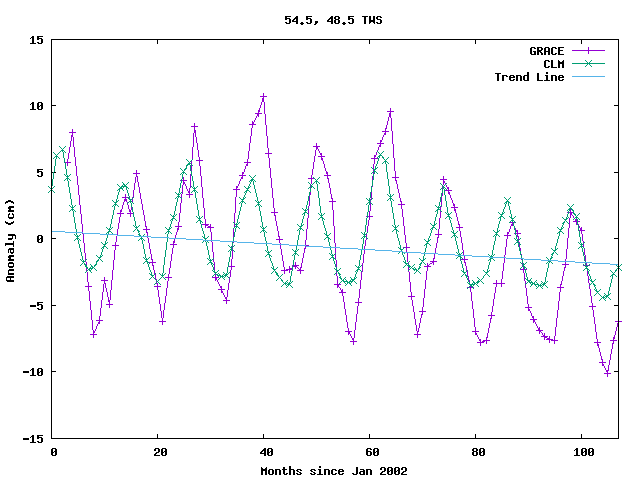 54.5, 48.5 TWS
GRACE
CLM
Trend Line
15
10
5
0
-5
-10
-15
Anomaly (cm)
0 20 40 60 80 100
Months since Jan 2002